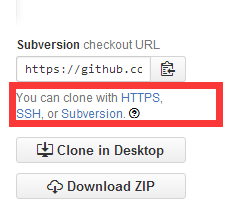 Subversion checkout URL
https://github.cc
You can clone with HTTPS,
SSH, or Subversion.
Clone in Desktop
Download ZIP